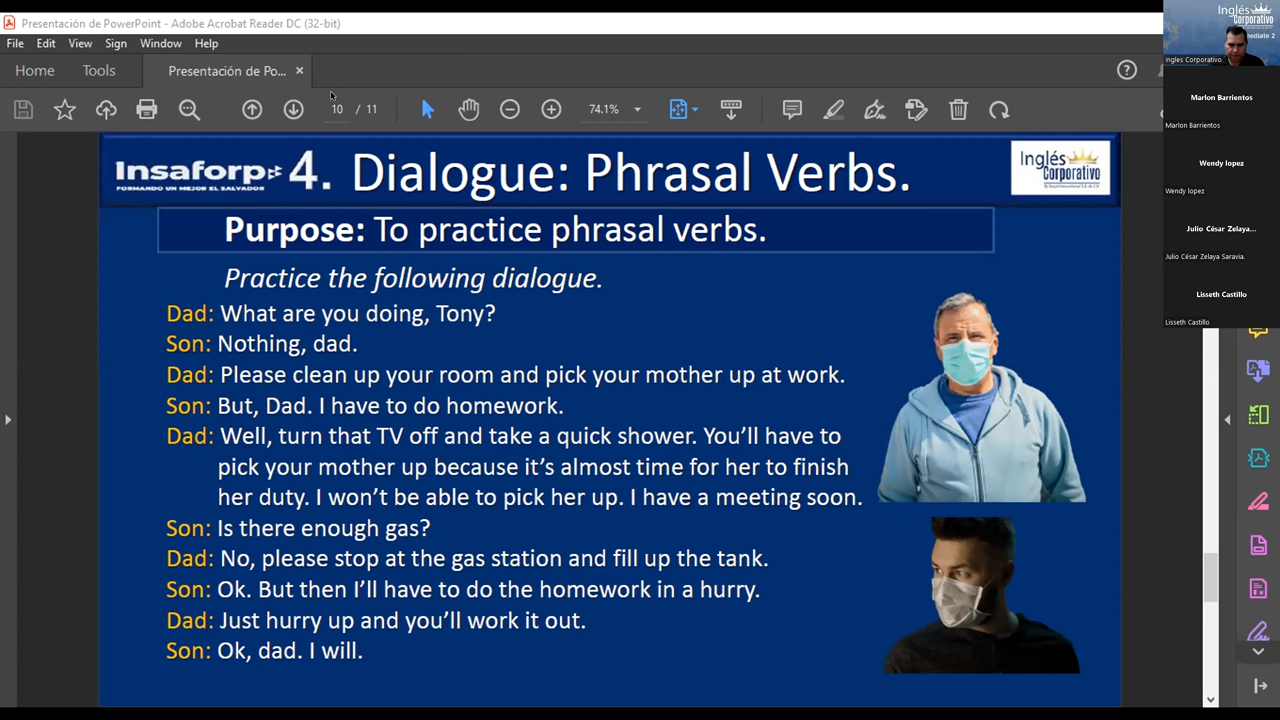 Presentación de PowerPoint - Adobe Acrobat Reader DC (32-bit)
File Edit View Sign Window Help
Home Tools Presentación de Po... ×
10 / 11 74.1%
Insaforp 4. Dialogue: Phrasal Verbs.
FORMANDO UN MEJOR EL SALVADOR
Inglés
Corporativo
Purpose: To practice phrasal verbs.
Practice the following dialogue.
Dad: What are you doing, Tony?
Son: Nothing, dad.
Dad: Please clean up your room and pick your mother up at work.
Son: But, Dad. I have to do homework.
Dad: Well, turn that TV off and take a quick shower. You'll have to
pick your mother up because it's almost time for her to finish
her duty. I won't be able to pick her up. I have a meeting soon.
Son: Is there enough gas?
Dad: No, please stop at the gas station and fill up the tank.
Son: Ok. But then I'll have to do the homework in a hurry.
Dad: Just hurry up and you'll work it out.
Son: Ok, dad. I will.
Inglés
Corporativo
mediate 2
Ingles Corporativo
Marlon Barrientos
Marlon Barrientos
Wendy lopez
Wendy lopez
Julio César Zelaya...
Julio César Zelaya Saravia.
Lisseth Castillo
Lisseth Castillo